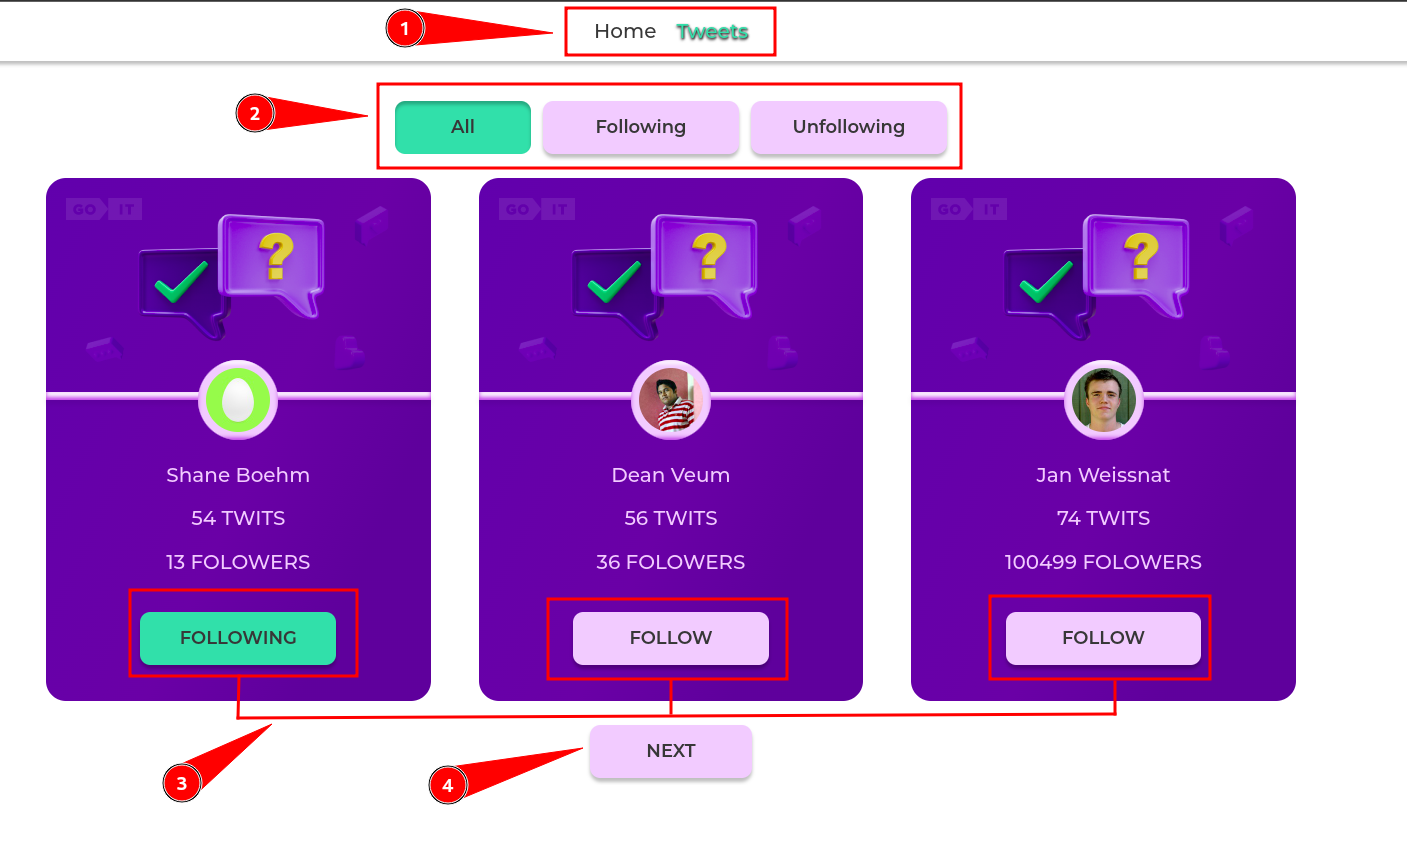 1
Home Tweets
2
All Following Unfollowing
GO IT GO IT GO IT
?
?
?
Shane Boehm
54 TWITS
13 FOLOWERS
FOLLOWING
Dean Veum
56 TWITS
36 FOLOWERS
FOLLOW
Jan Weissnat
74 TWITS
100499 FOLOWERS
FOLLOW
3
4
NEXT